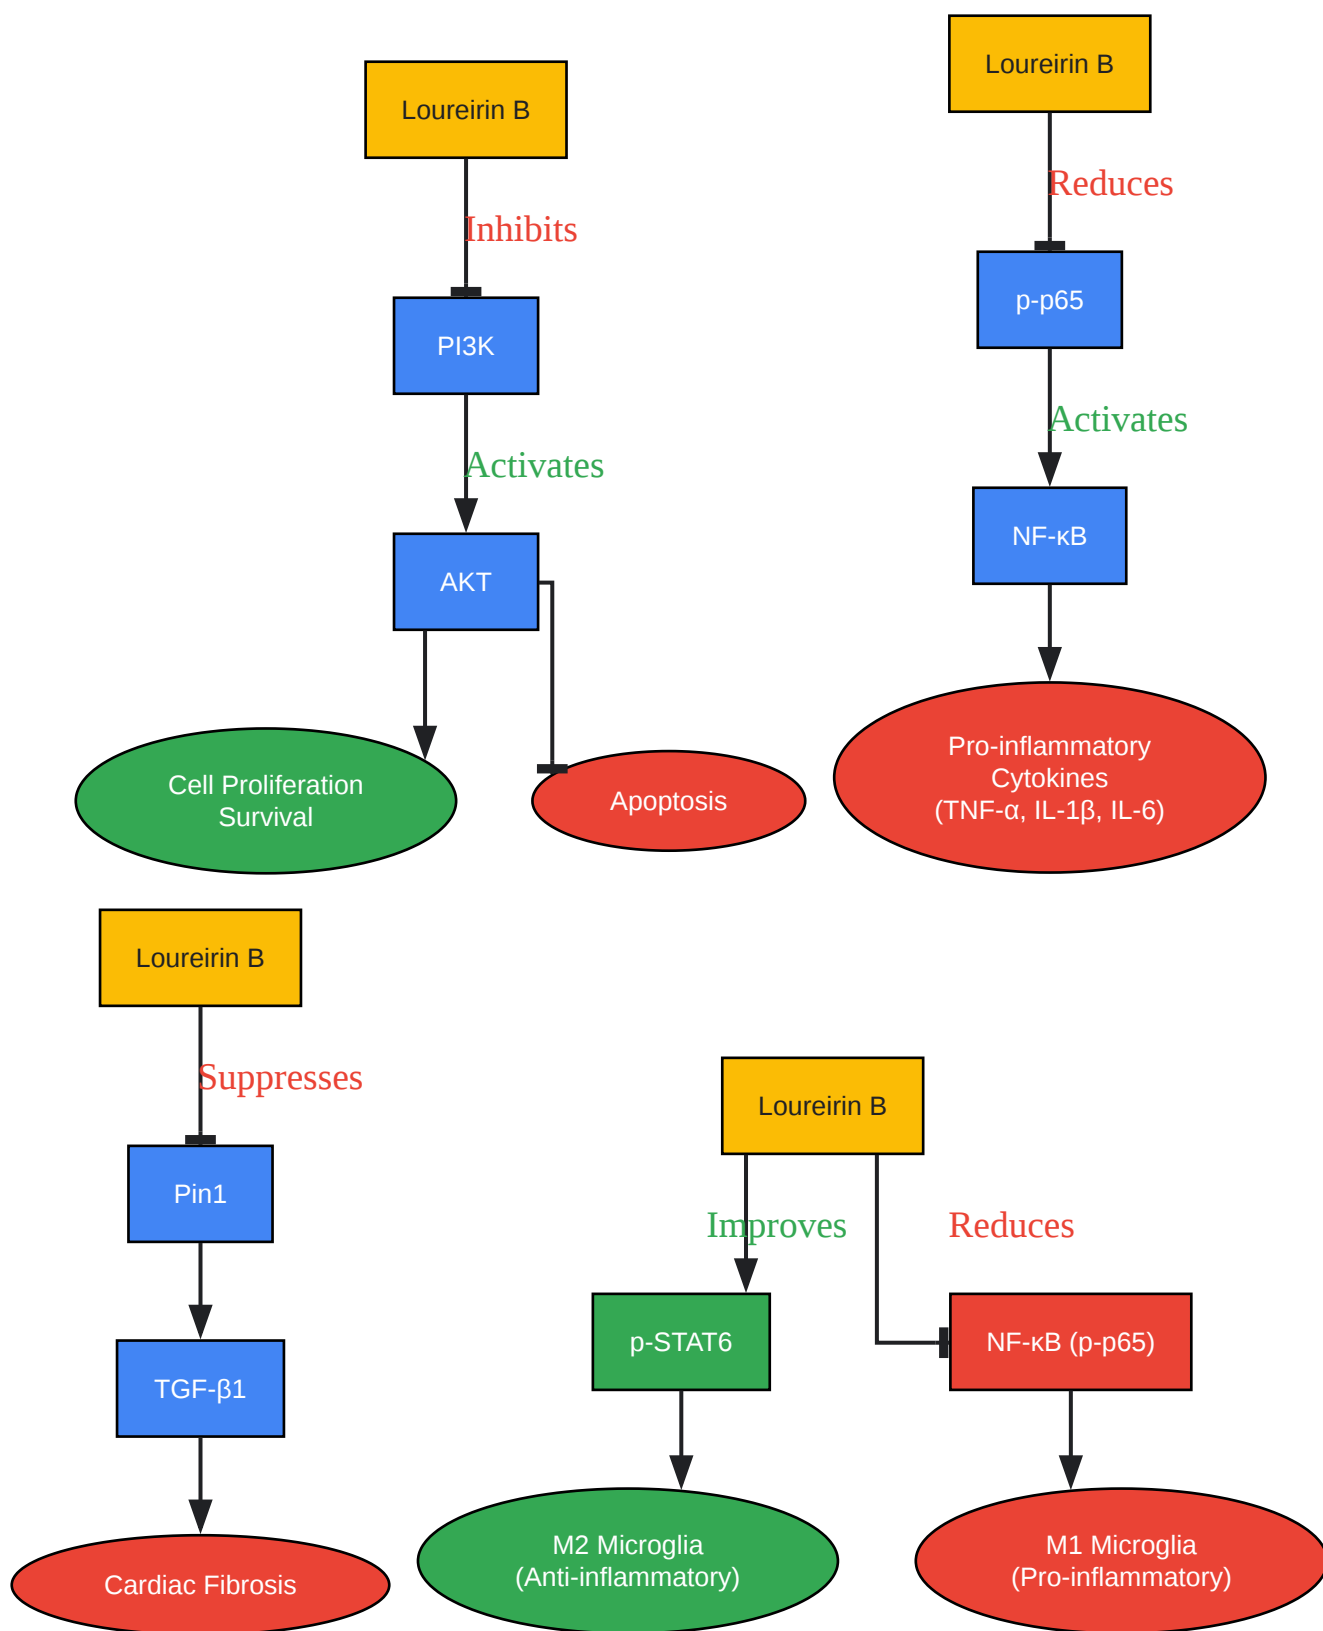 Loureirin B
Inhibits
PI3K
Activates
AKT
Cell Proliferation
Survival
Apoptosis
Loureirin B
Reduces
p-p65
Activates
NF-κB
Pro-inflammatory
Cytokines
(TNF-α, IL-1β, IL-6)
Loureirin B
Suppresses
Pin1
TGF-β1
Cardiac Fibrosis
Loureirin B
Improves
Reduces
p-STAT6
NF-κB (p-p65)
M2 Microglia
(Anti-inflammatory)
M1 Microglia
(Pro-inflammatory)